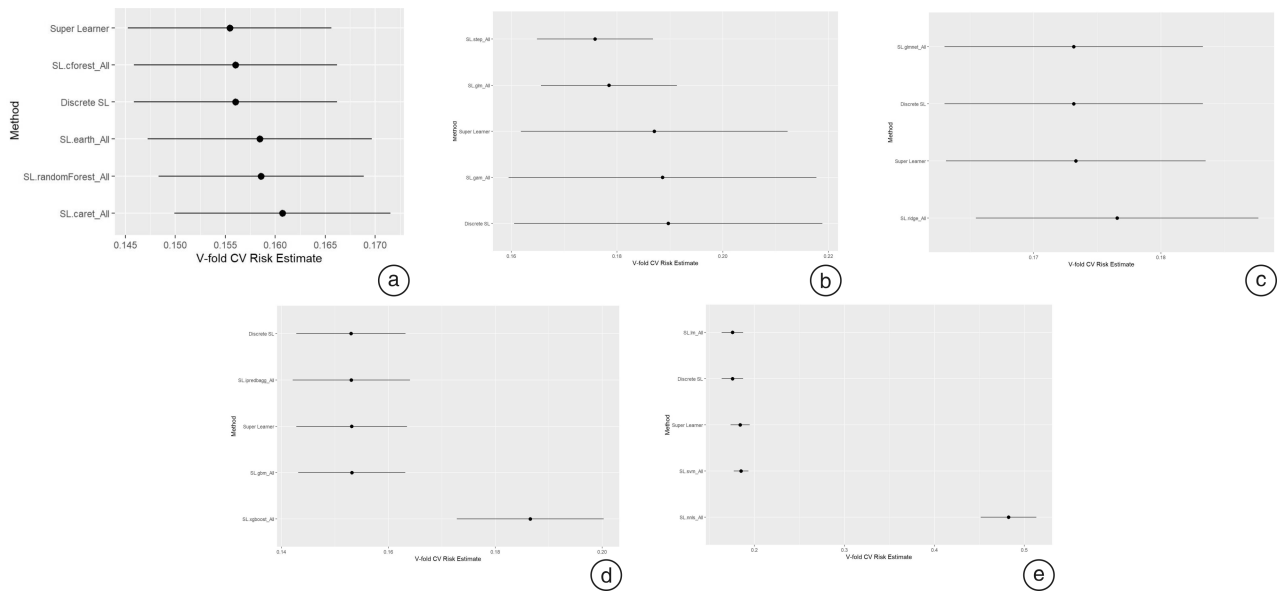 Super Learner
SL.cforest_All
Discrete SL
SL.earth_All
SL.randomForest_All
SL.caret_All
Method
0.145 0.150 0.155 0.160 0.165 0.170
V-fold CV Risk Estimate
a
SL.step_All
SL.glm_All
Super Learner
SL.gam_All
Discrete SL
Method
0.16 0.18 0.20 0.22
V-fold CV Risk Estimate
b
SL.glmnet_All
Discrete SL
Super Learner
SL.ridge_All
Method
0.17 0.18
V-fold CV Risk Estimate
c
Discrete SL
SL.ipredbagg_All
Super Learner
SL.gbm_All
SL.xgboost_All
Method
0.14 0.16 0.18 0.20
V-fold CV Risk Estimate
d
SL.lm_All
Discrete SL
Super Learner
SL.svm_All
SL.nnls_All
Method
0.2 0.3 0.4 0.5
V-fold CV Risk Estimate
e